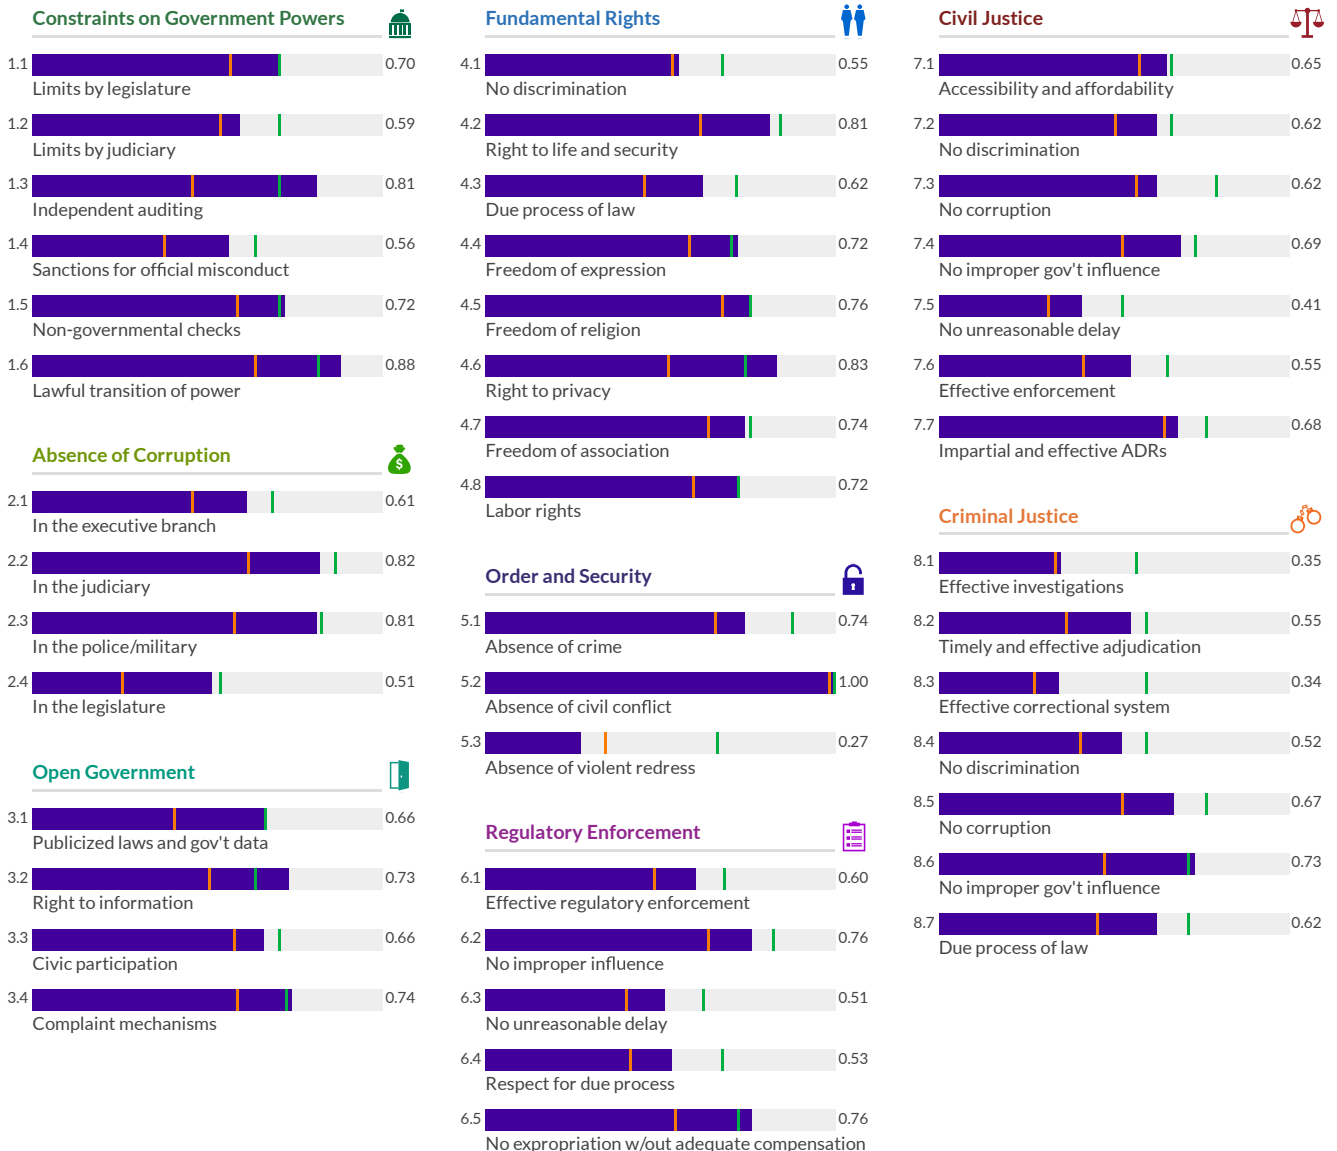 Constraints on Government Powers
1.1 0.70
Limits by legislature
1.2 0.59
Limits by judiciary
1.3 0.81
Independent auditing
1.4 0.56
Sanctions for official misconduct
1.5 0.72
Non-governmental checks
1.6 0.88
Lawful transition of power
Absence of Corruption
$
2.1 0.61
In the executive branch
2.2 0.82
In the judiciary
2.3 0.81
In the police/military
2.4 0.51
In the legislature
Open Government
3.1 0.66
Publicized laws and gov't data
3.2 0.73
Right to information
3.3 0.66
Civic participation
3.4 0.74
Complaint mechanisms
Fundamental Rights
4.1 0.55
No discrimination
4.2 0.81
Right to life and security
4.3 0.62
Due process of law
4.4 0.72
Freedom of expression
4.5 0.76
Freedom of religion
4.6 0.83
Right to privacy
4.7 0.74
Freedom of association
4.8 0.72
Labor rights
Order and Security
5.1 0.74
Absence of crime
5.2 1.00
Absence of civil conflict
5.3 0.27
Absence of violent redress
Regulatory Enforcement
6.1 0.60
Effective regulatory enforcement
6.2 0.76
No improper influence
6.3 0.51
No unreasonable delay
6.4 0.53
Respect for due process
6.5 0.76
No expropriation w/out adequate compensation
Civil Justice
7.1 0.65
Accessibility and affordability
7.2 0.62
No discrimination
7.3 0.62
No corruption
7.4 0.69
No improper gov't influence
7.5 0.41
No unreasonable delay
7.6 0.55
Effective enforcement
7.7 0.68
Impartial and effective ADRs
Criminal Justice
8.1 0.35
Effective investigations
8.2 0.55
Timely and effective adjudication
8.3 0.34
Effective correctional system
8.4 0.52
No discrimination
8.5 0.67
No corruption
8.6 0.73
No improper gov't influence
8.7 0.62
Due process of law